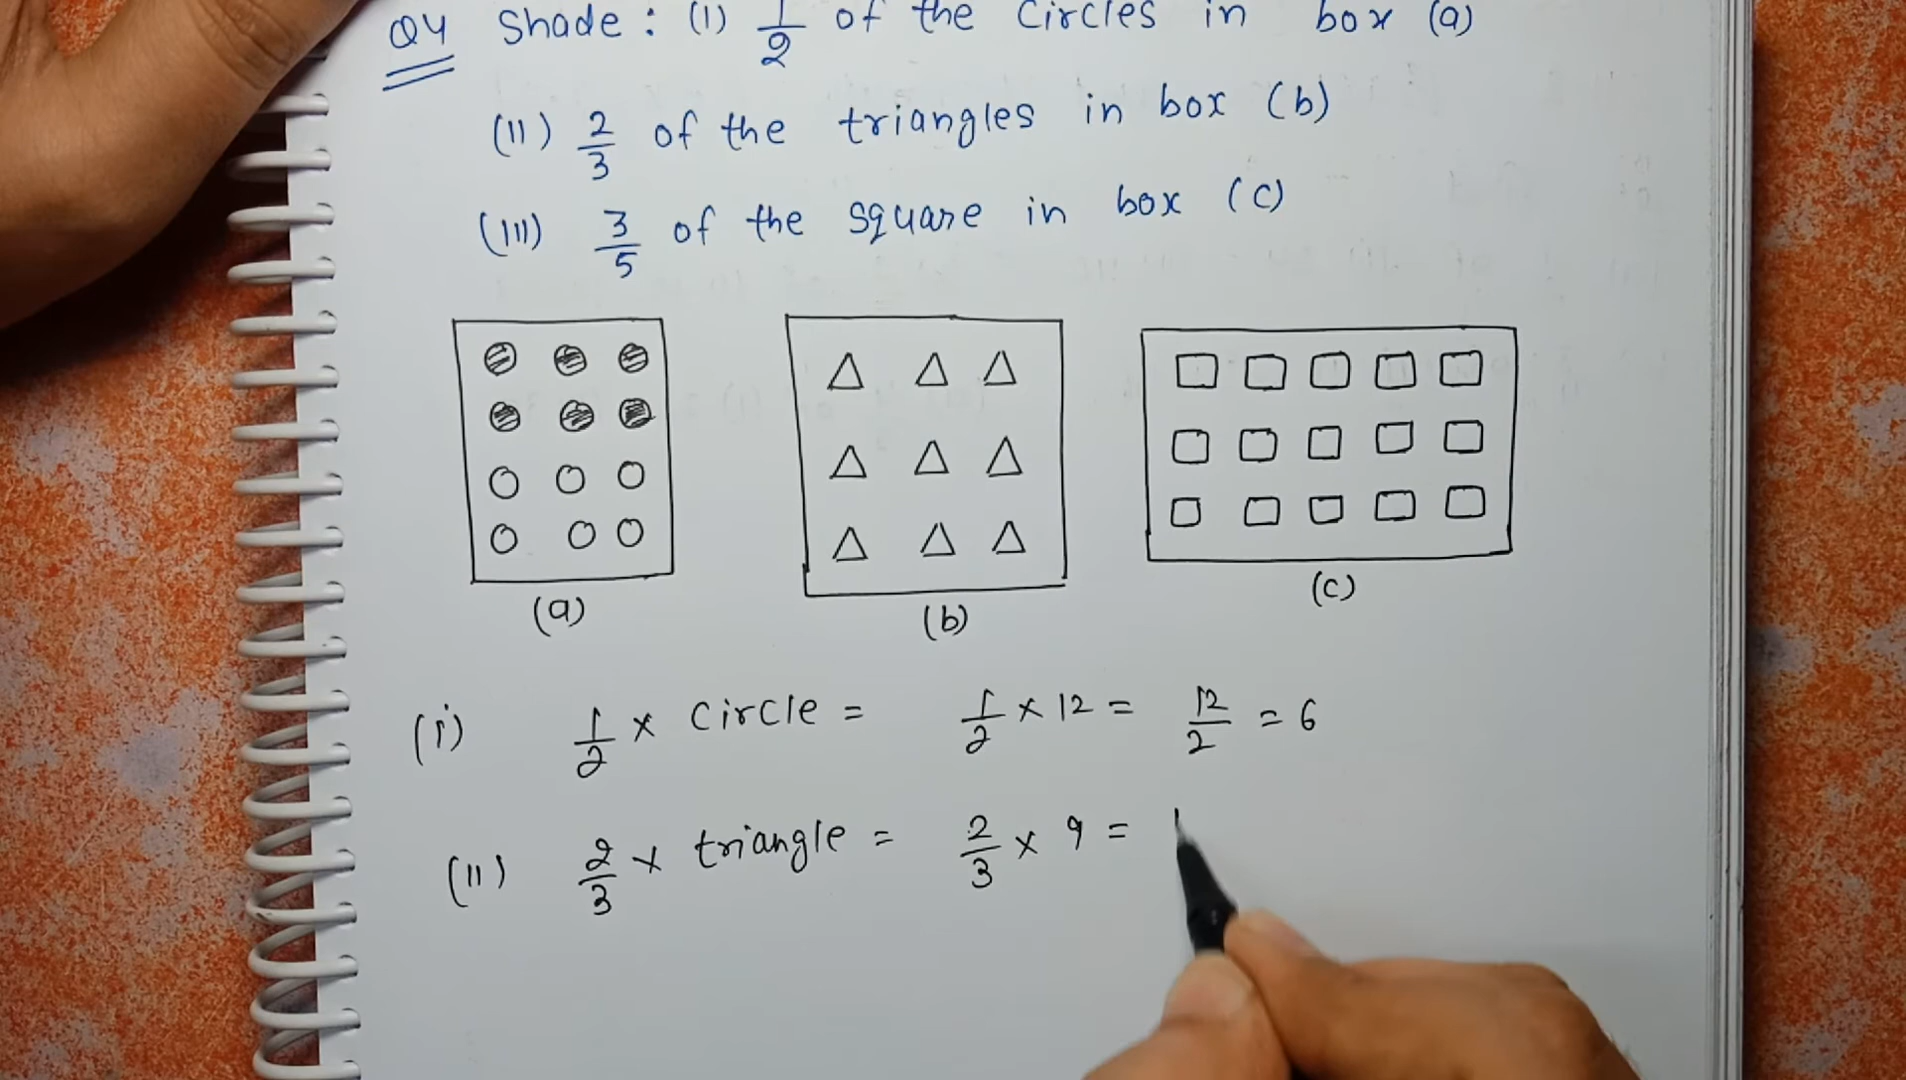 Q4 Shade : (I) 1/2 of the Circles in box (a)
(II) 2/3 of the triangles in box (b)
(III) 3/5 of the square in box (c)
(a)
(b)
(c)
(i) 1/2 × Circle = 1/2 × 12 = 12/2 = 6
(II) 2/3 × triangle = 2/3 × 9 = 1